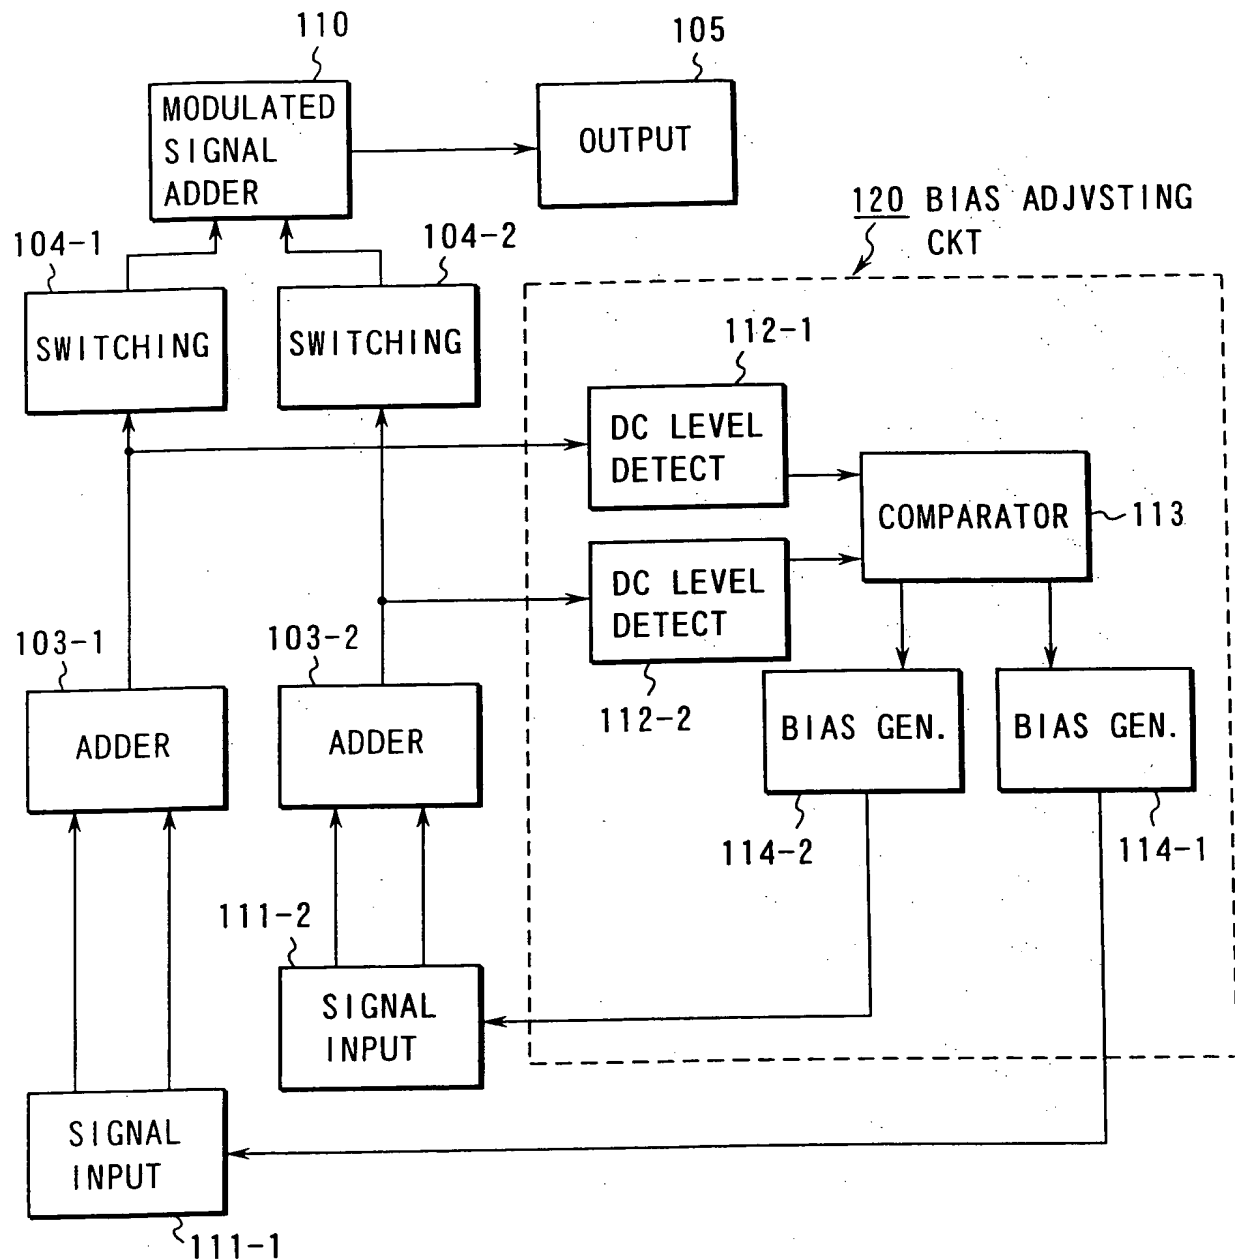 110
105
MODULATED
SIGNAL
ADDER
OUTPUT
120 BIAS ADJVSTING
CKT
104-1
104-2
SWITCHING
SWITCHING
112-1
DC LEVEL
DETECT
COMPARATOR
113
DC LEVEL
DETECT
112-2
103-1
103-2
ADDER
ADDER
BIAS GEN.
BIAS GEN.
114-2
114-1
111-2
SIGNAL
INPUT
SIGNAL
INPUT
111-1